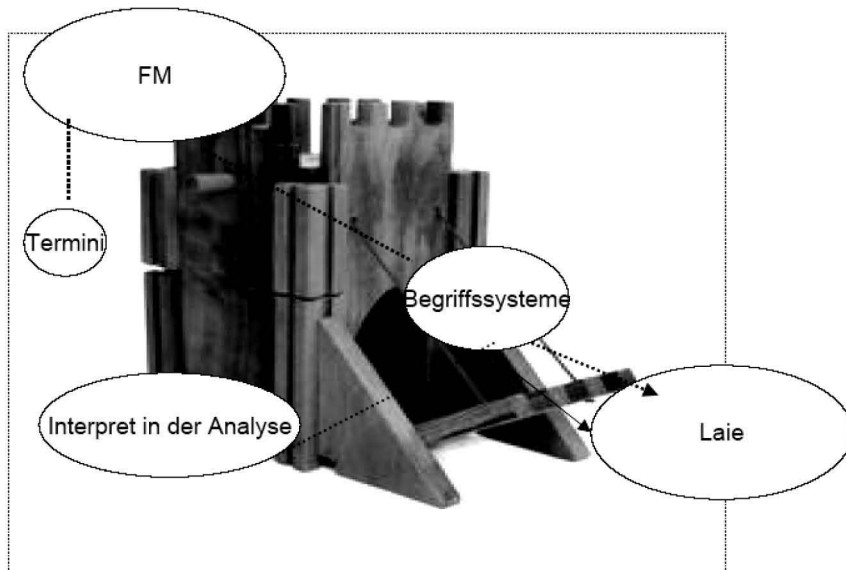 FM
Termini
Begriffssysteme
Interpret in der Analyse
Laie